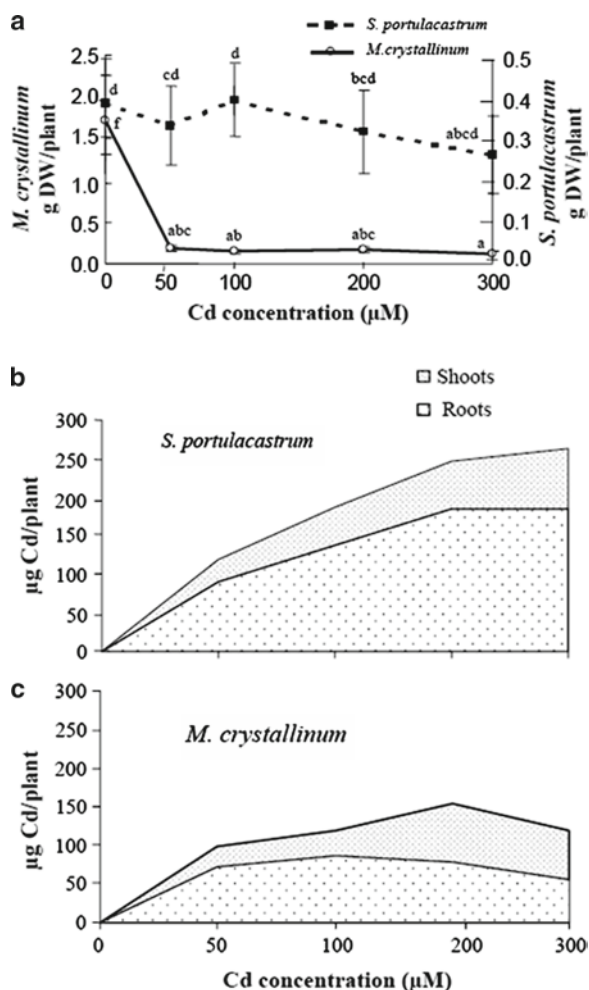 a
S. portulacastrum
M.crystallinum
M. crystallinum
g DW/plant
2.5
2.0
1.5
1.0
0.5
0.0
d
cd
d
bcd
abcd
f
abc
ab
abc
a
0.5
0.4
0.3
0.2
0.1
0.0
S. portulacastrum
g DW/plant
0 50 100 200 300
Cd concentration (µM)
b
Shoots
Roots
S. portulacastrum
µg Cd/plant
300
250
200
150
100
50
0
c
M. crystallinum
µg Cd/plant
300
250
200
150
100
50
0
0 50 100 200 300
Cd concentration (µM)